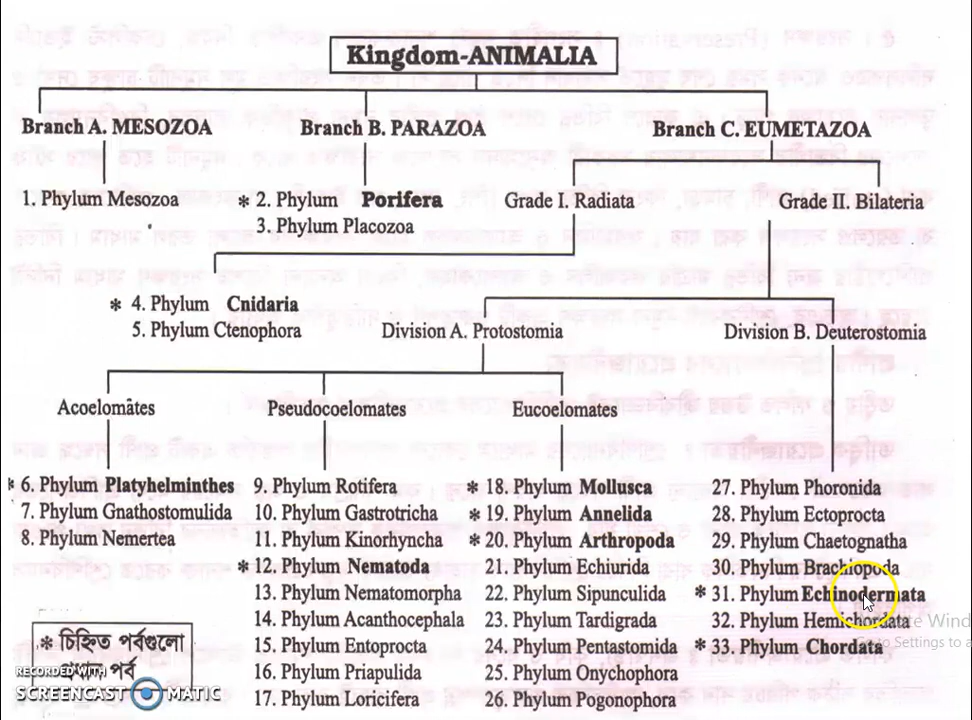 Kingdom-ANIMALIA
Branch A. MESOZOA
Branch B. PARAZOA
Branch C. EUMETAZOA
1. Phylum Mesozoa
* 2. Phylum Porifera
3. Phylum Placozoa
Grade I. Radiata
Grade II. Bilateria
* 4. Phylum Cnidaria
5. Phylum Ctenophora
Division A. Protostomia
Division B. Deuterostomia
Acoelomates
Pseudocoelomates
Eucoelomates
* 6. Phylum Platyhelminthes
7. Phylum Gnathostomulida
8. Phylum Nemertea
9. Phylum Rotifera
10. Phylum Gastrotricha
11. Phylum Kinorhyncha
* 12. Phylum Nematoda
13. Phylum Nematomorpha
14. Phylum Acanthocephala
15. Phylum Entoprocta
16. Phylum Priapulida
17. Phylum Loricifera
* 18. Phylum Mollusca
* 19. Phylum Annelida
* 20. Phylum Arthropoda
21. Phylum Echiurida
22. Phylum Sipunculida
23. Phylum Tardigrada
24. Phylum Pentastomida
25. Phylum Onychophora
26. Phylum Pogonophora
27. Phylum Phoronida
28. Phylum Ectoprocta
29. Phylum Chaetognatha
30. Phylum Brachiopoda
* 31. Phylum Echinodermata
32. Phylum Hemichordata
* 33. Phylum Chordata
* চিহ্নিত পর্বগুলো
পর্ব
RECORDED WITH
SCREENCAST MATIC
Wind
Go to Settings to a